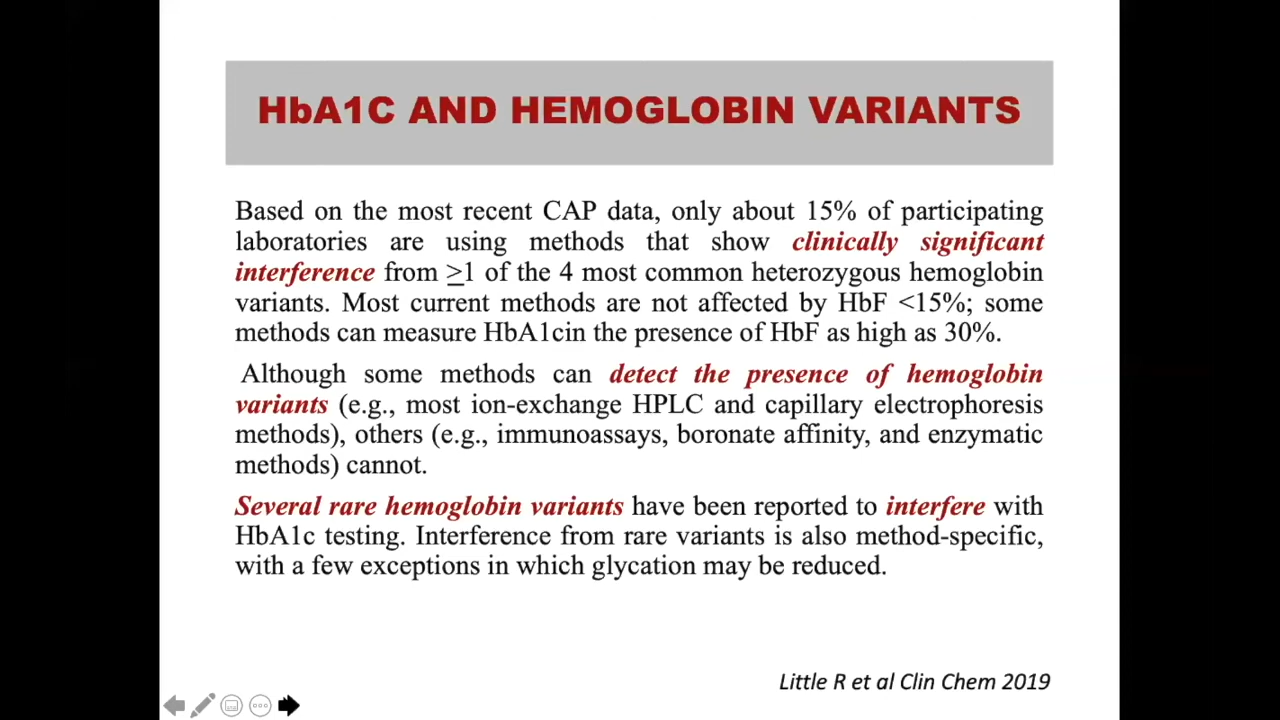 HbA1C AND HEMOGLOBIN VARIANTS
Based on the most recent CAP data, only about 15% of participating
laboratories are using methods that show clinically significant
interference from ≥1 of the 4 most common heterozygous hemoglobin
variants. Most current methods are not affected by HbF <15%; some
methods can measure HbA1cin the presence of HbF as high as 30%.
Although some methods can detect the presence of hemoglobin
variants (e.g., most ion-exchange HPLC and capillary electrophoresis
methods), others (e.g., immunoassays, boronate affinity, and enzymatic
methods) cannot.
Several rare hemoglobin variants have been reported to interfere with
HbA1c testing. Interference from rare variants is also method-specific,
with a few exceptions in which glycation may be reduced.
Little R et al Clin Chem 2019